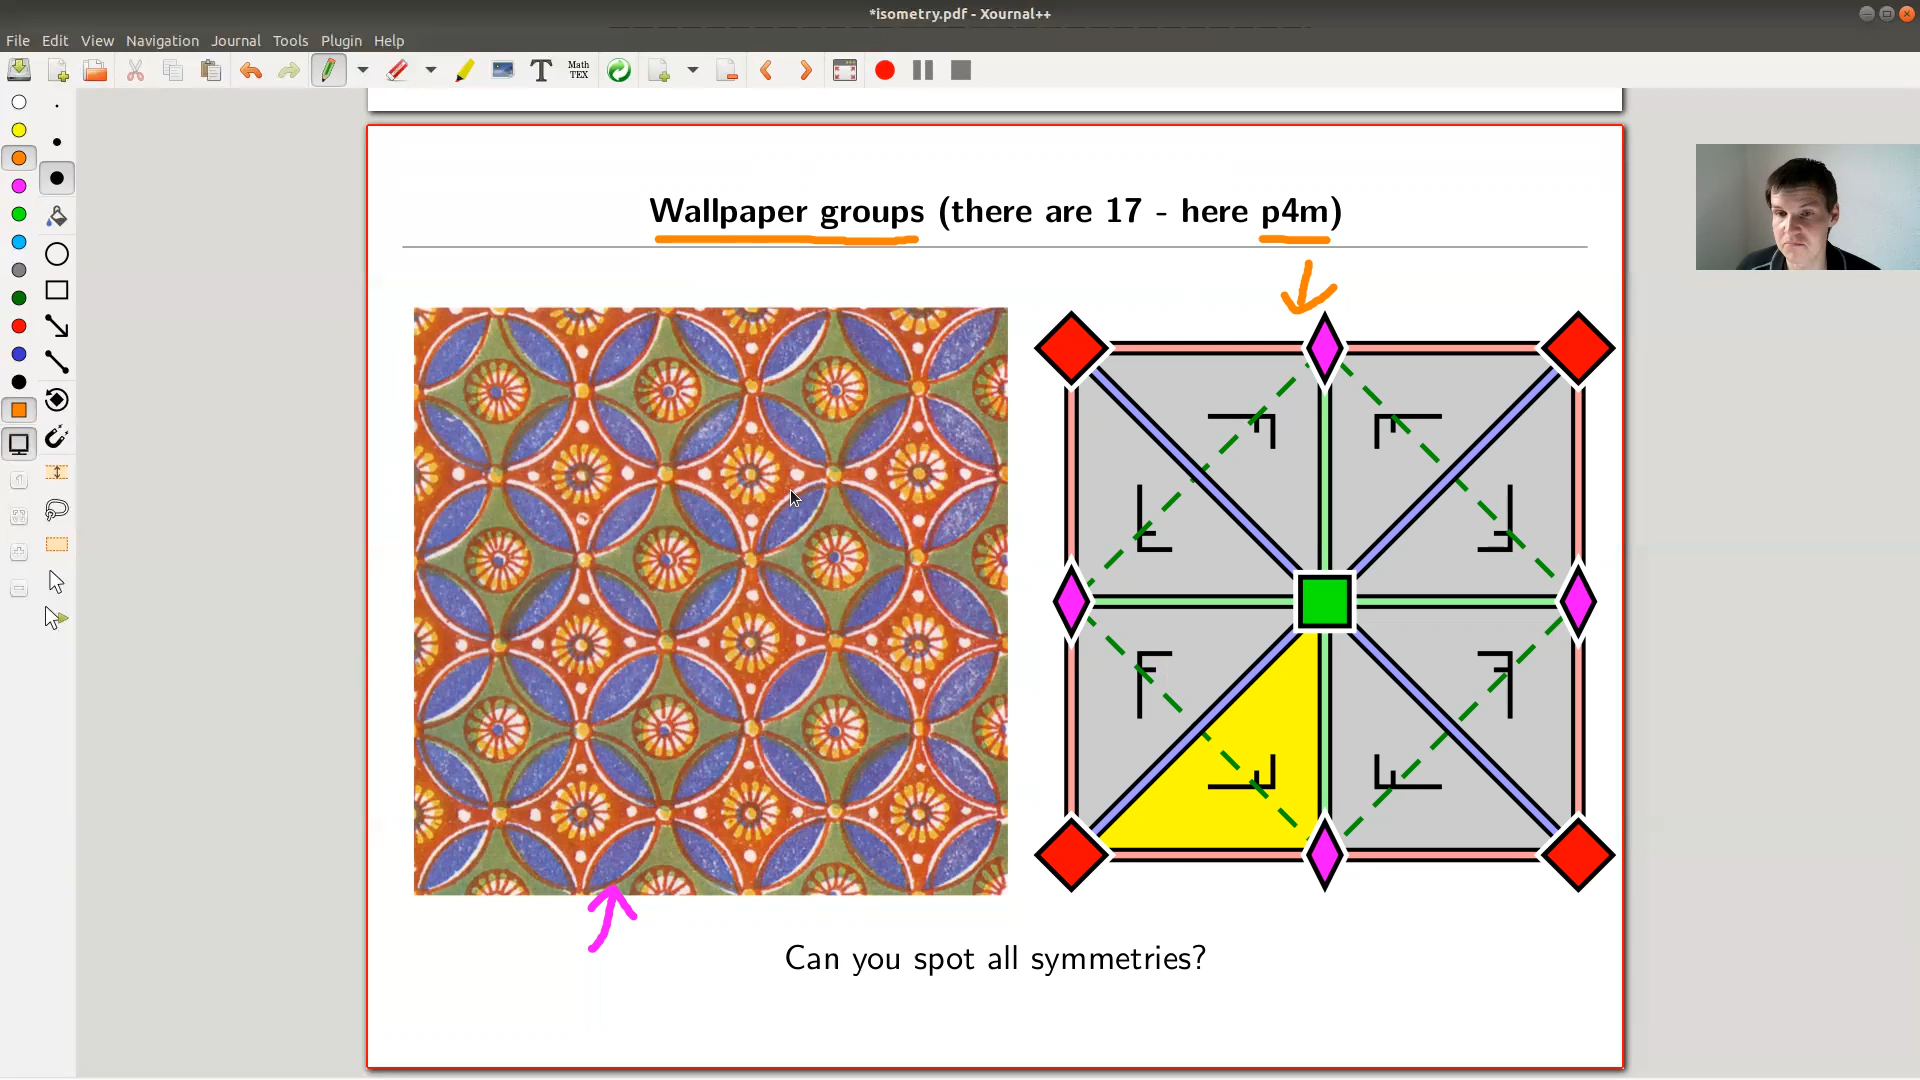 *isometry.pdf - Xournal++
File Edit View Navigation Journal Tools Plugin Help
T Math TEX
Wallpaper groups (there are 17 - here p4m)
Can you spot all symmetries?